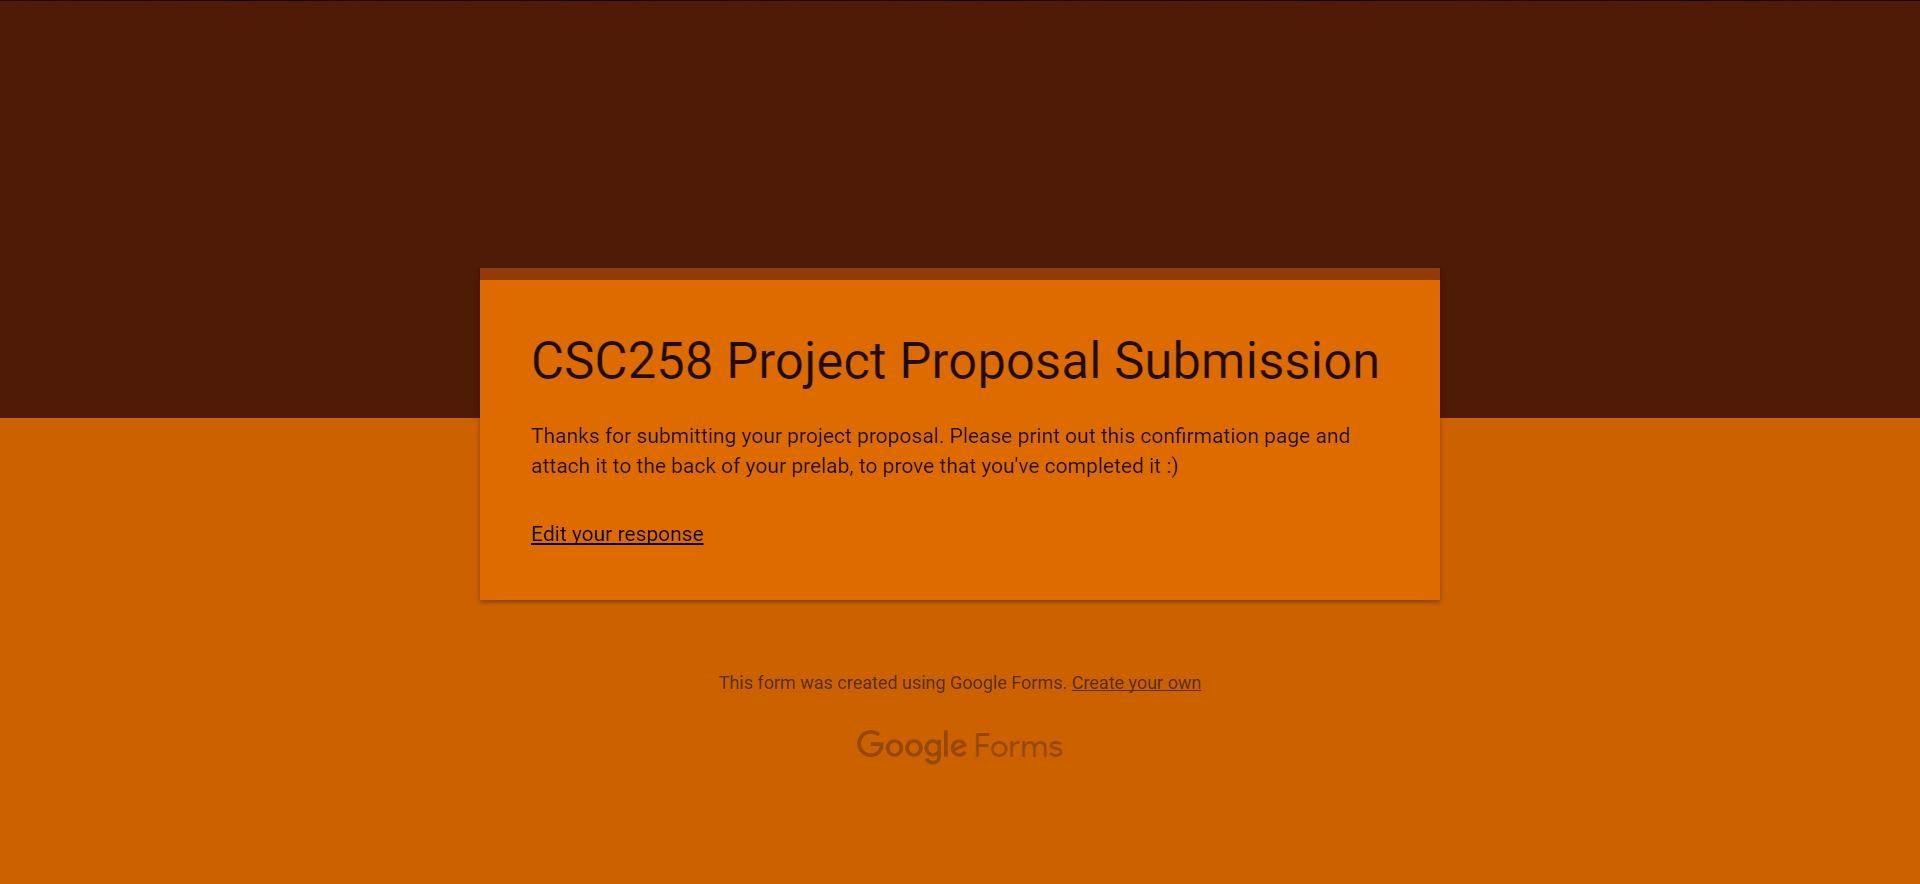 CSC258 Project Proposal Submission
Thanks for submitting your project proposal. Please print out this confirmation page and
attach it to the back of your prelab, to prove that you've completed it :)
Edit your response
This form was created using Google Forms. Create your own
Google Forms